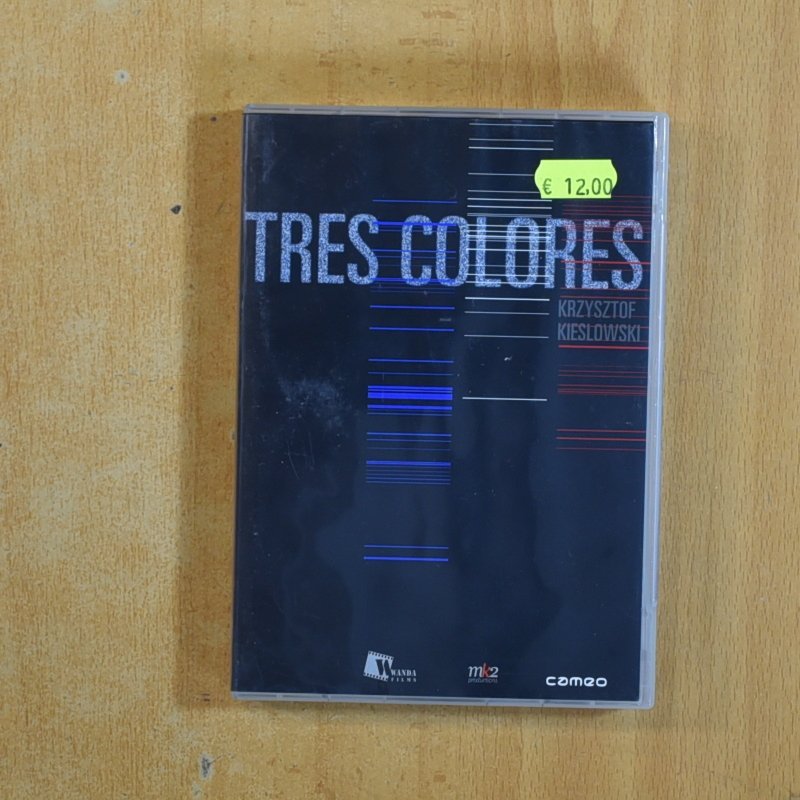 € 12,00
TRES COLORES
KRZYSZTOF
KIESLOWSKI
WANDA
FILMS
mk2
productions
cameo